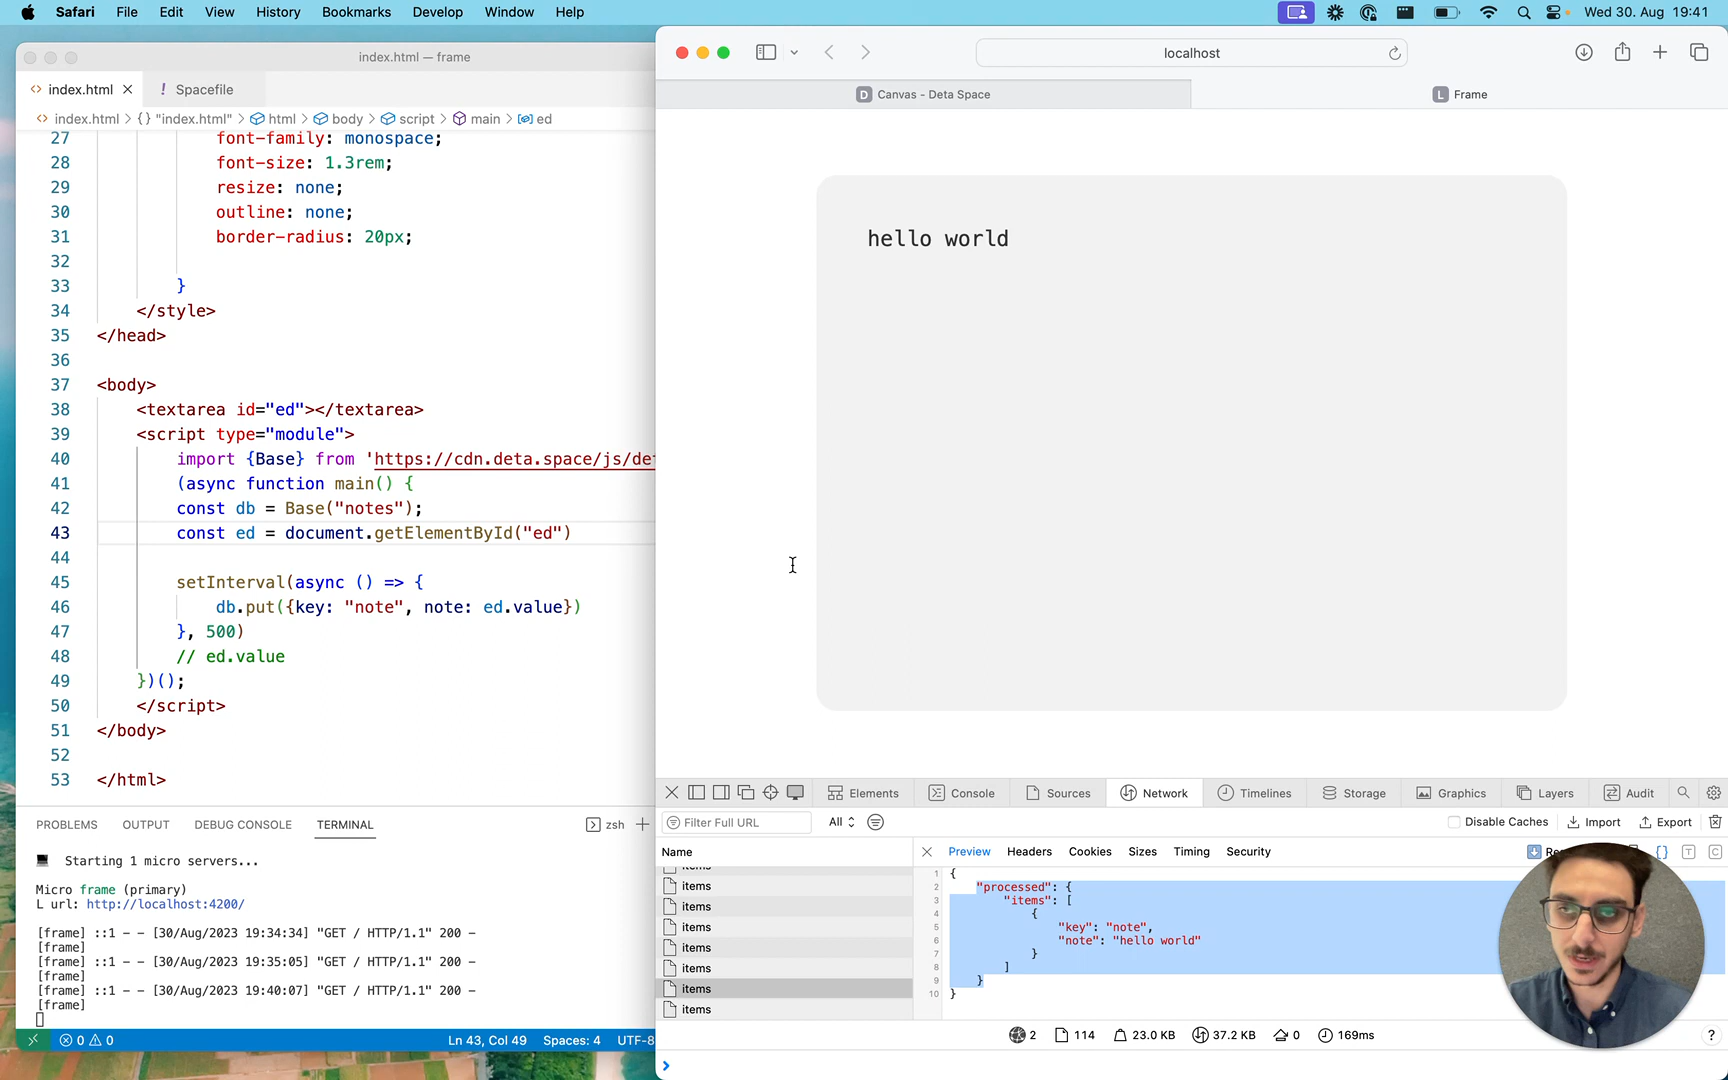 Safari File Edit View History Bookmarks Develop Window Help
Wed 30. Aug 19:41
index.html — frame
index.html
! Spacefile
index.html > {} "index.html" > html > body > script > main > ed
27 font-family: monospace;
28 font-size: 1.3rem;
29 resize: none;
30 outline: none;
31 border-radius: 20px;
32
33 }
34 </style>
35 </head>
36
37 <body>
38 <textarea id="ed"></textarea>
39 <script type="module">
40 import {Base} from 'https://cdn.deta.space/js/de
41 (async function main() {
42 const db = Base("notes");
43 const ed = document.getElementById("ed")
44
45 setInterval(async () => {
46 db.put({key: "note", note: ed.value})
47 }, 500)
48 // ed.value
49 })();
50 </script>
51 </body>
52
53 </html>
PROBLEMS OUTPUT DEBUG CONSOLE TERMINAL
zsh
Starting 1 micro servers...
Micro frame (primary)
L url: http://localhost:4200/
[frame] ::1 - - [30/Aug/2023 19:34:34] "GET / HTTP/1.1" 200 -
[frame]
[frame] ::1 - - [30/Aug/2023 19:35:05] "GET / HTTP/1.1" 200 -
[frame]
[frame] ::1 - - [30/Aug/2023 19:40:07] "GET / HTTP/1.1" 200 -
[frame]
0 0
Ln 43, Col 49 Spaces: 4 UTF-8
localhost
D Canvas - Deta Space
L Frame
hello world
Elements Console Sources Network Timelines Storage Graphics Layers Audit
Filter Full URL
All
Disable Caches Import Export
Name
items
items
items
items
items
items
items
items
Preview Headers Cookies Sizes Timing Security
{} T C
1 {
2 "processed": {
3 "items": [
4 {
5 "key": "note",
6 "note": "hello world"
7 }
8 ]
9 }
10 }
2 114 23.0 KB 37.2 KB 0 169ms
?